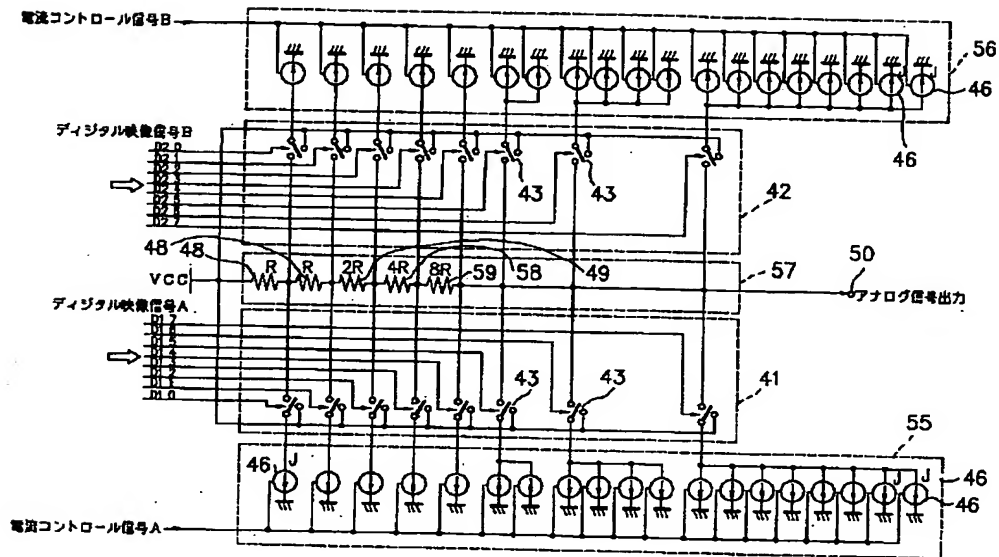 電流コントロール信号B
56
46
46
ディジタル映像信号B
D2 0
D2 1
D2 2
D2 3
D2 4
D2 5
D2 6
D2 7
43
43
42
48
48
R
R
2R
4R
8R
59
58
49
57
50
VCC
アナログ信号出力
ディジタル映像信号A
D1 7
D1 6
D1 5
D1 4
D1 3
D1 2
D1 1
D1 0
43
43
41
55
46
J
J
J
46
46
電流コントロール信号A